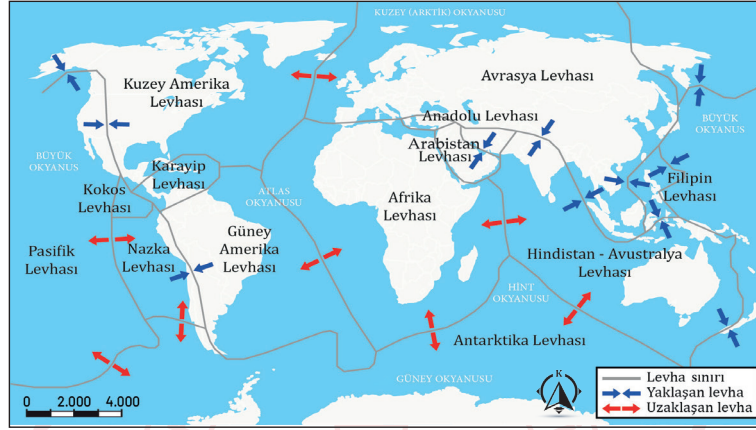 KUZEY (ARKTİK) OKYANUSU
Kuzey Amerika
Levhası
Avrasya Levhası
Anadolu Levhası
BÜYÜK
OKYANUS
BÜYÜK
OKYANUS
Arabistan
Levhası
Karayip
Levhası
Kokos
Levhası
ATLAS
OKYANUSU
Afrika
Levhası
Filipin
Levhası
Pasifik
Levhası
Nazka
Levhası
Güney
Amerika
Levhası
Hindistan - Avustralya
Levhası
HİNT
OKYANUSU
Antarktika Levhası
GÜNEY OKYANUSU
K
0 2.000 4.000
Levha sınırı
Yaklaşan levha
Uzaklaşan levha